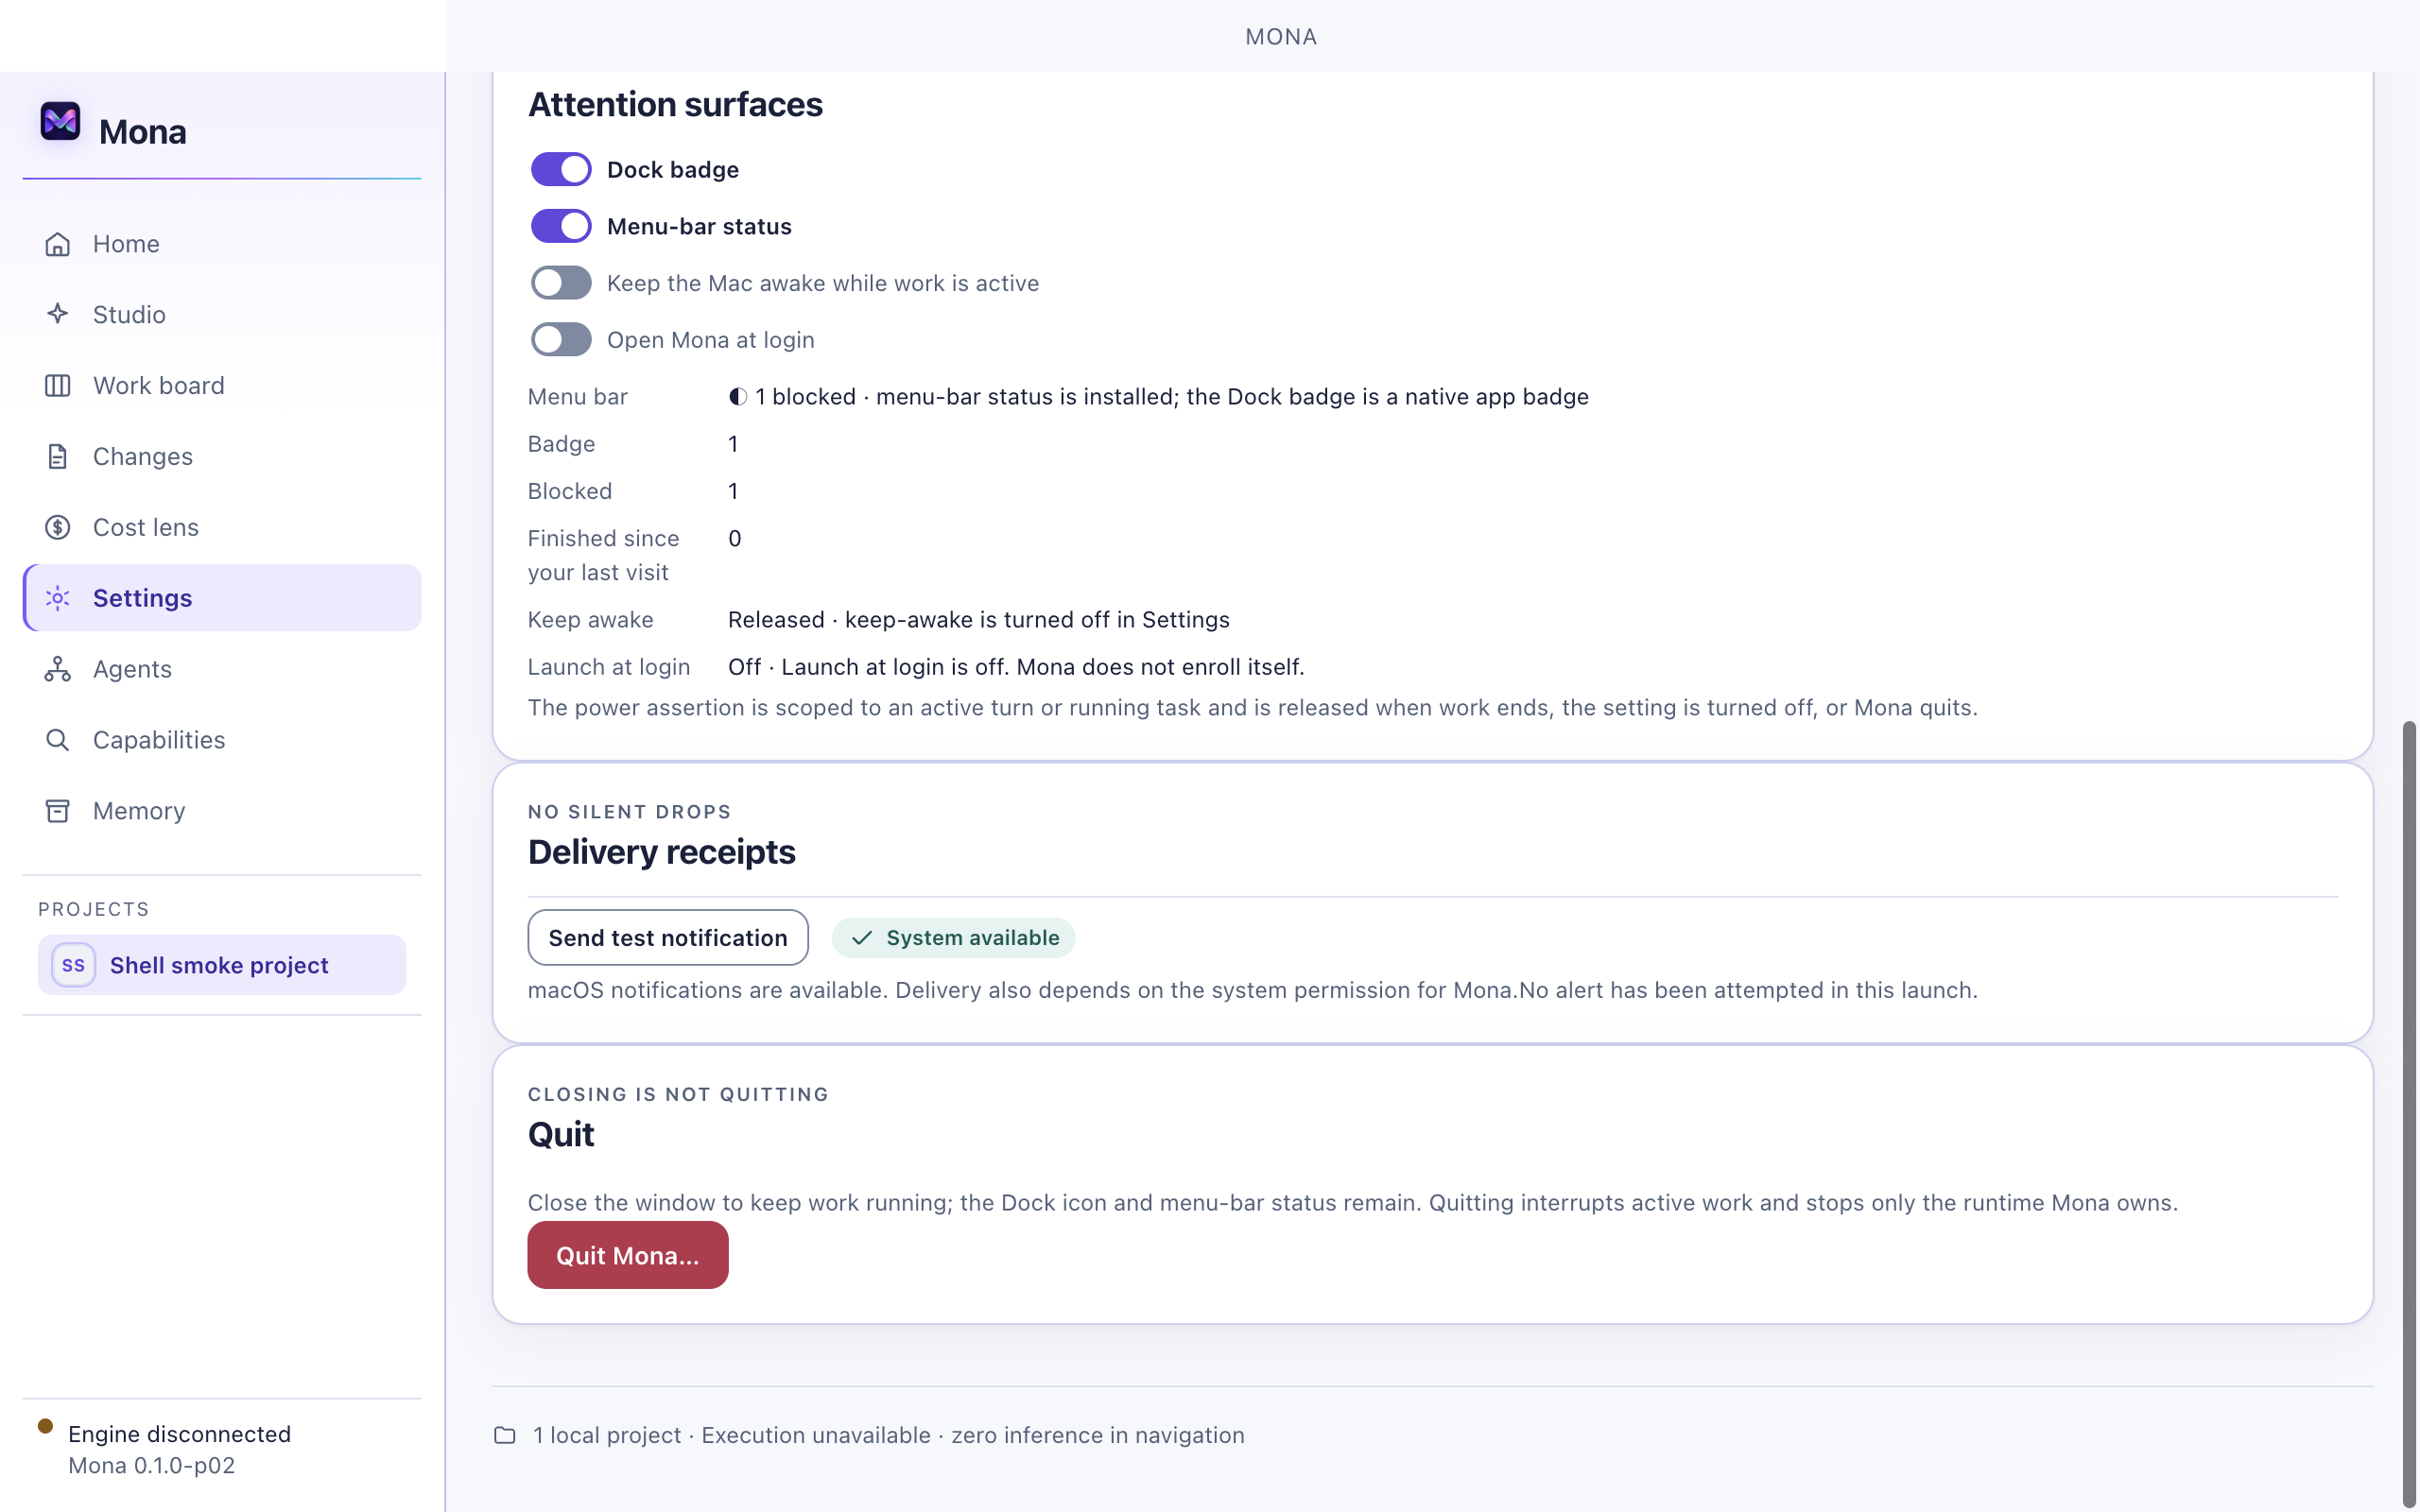 MONA
Mona
Home
Studio
Work board
Changes
Cost lens
Settings
Agents
Capabilities
Memory
PROJECTS
SS Shell smoke project
Engine disconnected
Mona 0.1.0-p02
Attention surfaces
Dock badge
Menu-bar status
Keep the Mac awake while work is active
Open Mona at login
Menu bar ◐ 1 blocked · menu-bar status is installed; the Dock badge is a native app badge
Badge 1
Blocked 1
Finished since 0
your last visit
Keep awake Released · keep-awake is turned off in Settings
Launch at login Off · Launch at login is off. Mona does not enroll itself.
The power assertion is scoped to an active turn or running task and is released when work ends, the setting is turned off, or Mona quits.
NO SILENT DROPS
Delivery receipts
Send test notification ✓ System available
macOS notifications are available. Delivery also depends on the system permission for Mona.No alert has been attempted in this launch.
CLOSING IS NOT QUITTING
Quit
Close the window to keep work running; the Dock icon and menu-bar status remain. Quitting interrupts active work and stops only the runtime Mona owns.
Quit Mona...
1 local project · Execution unavailable · zero inference in navigation